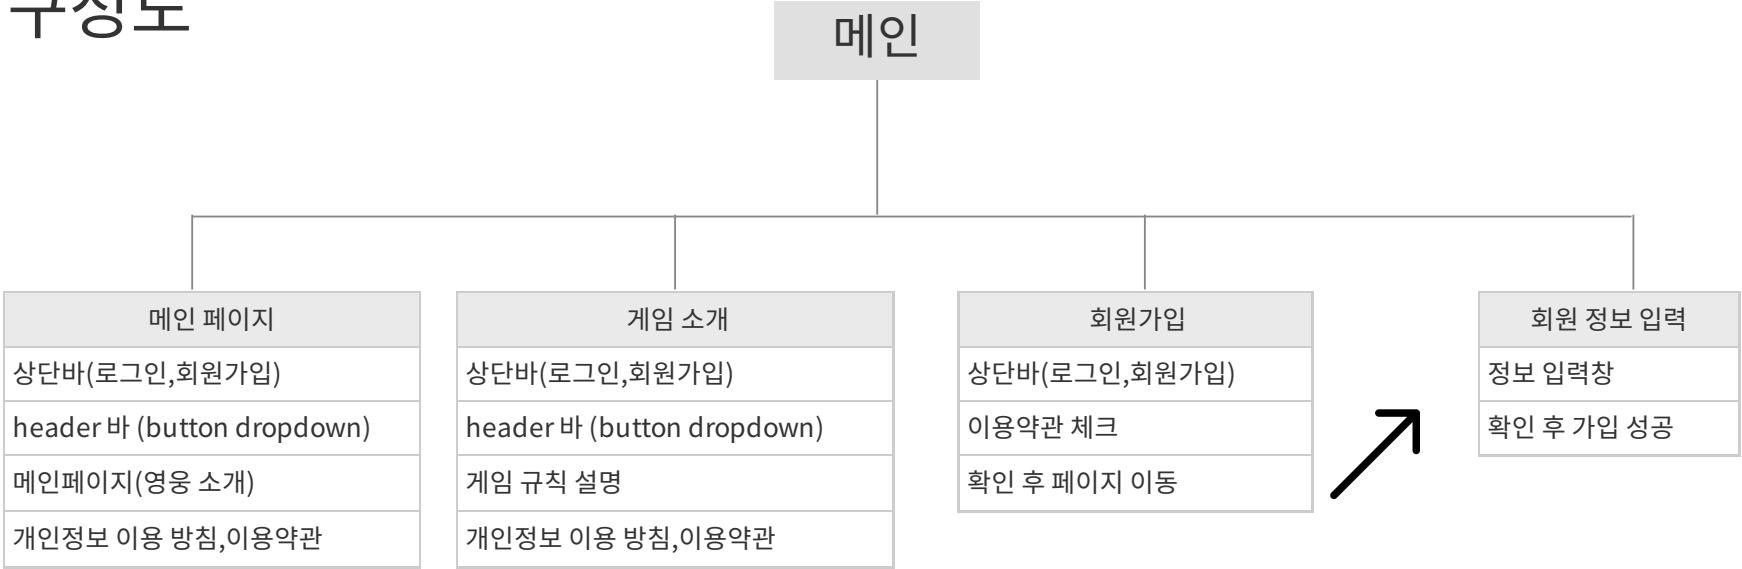 구성도
메인
메인 페이지
상단바(로그인,회원가입)
header 바 (button dropdown)
메인페이지(영웅 소개)
개인정보 이용 방침,이용약관
게임 소개
상단바(로그인,회원가입)
header 바 (button dropdown)
게임 규칙 설명
개인정보 이용 방침,이용약관
회원가입
상단바(로그인,회원가입)
이용약관 체크
확인 후 페이지 이동
회원 정보 입력
정보 입력창
확인 후 가입 성공